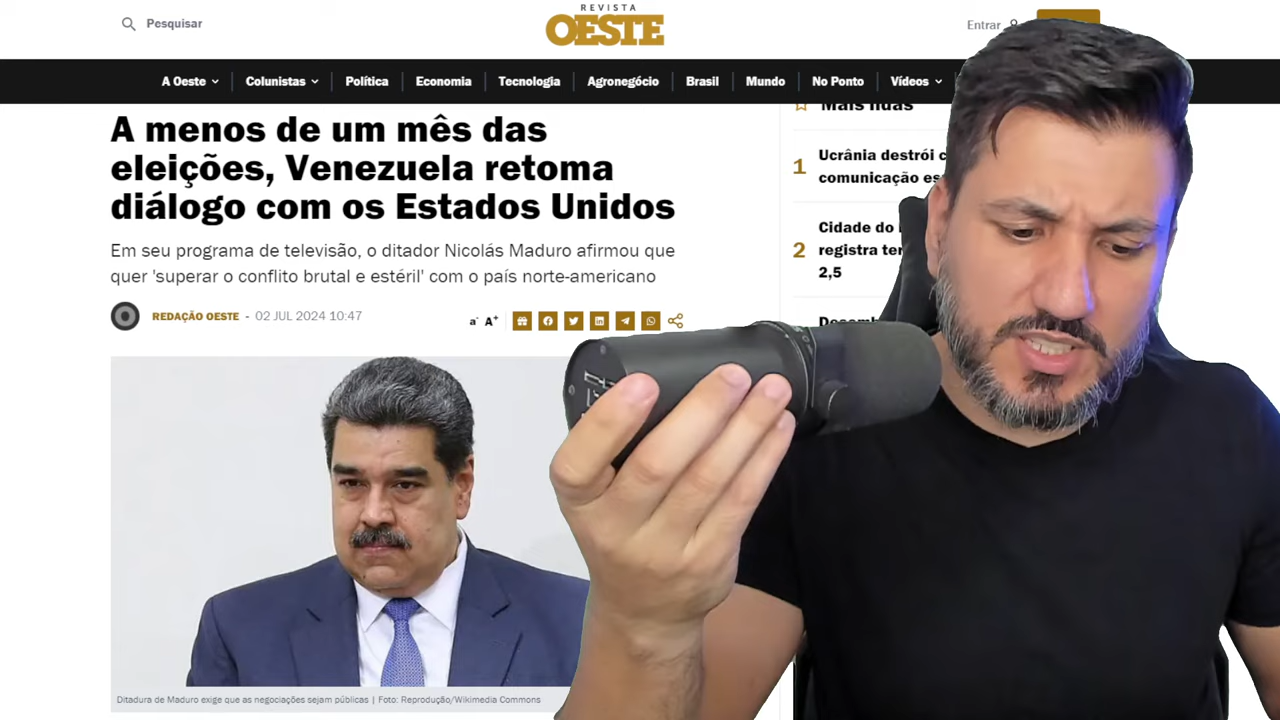 Pesquisar
REVISTA
OESTE
Entrar
A Oeste
Colunistas
Política
Economia
Tecnologia
Agronegócio
Brasil
Mundo
No Ponto
Vídeos
A menos de um mês das
eleições, Venezuela retoma
diálogo com os Estados Unidos
Em seu programa de televisão, o ditador Nicolás Maduro afirmou que
quer 'superar o conflito brutal e estéril' com o país norte-americano
REDAÇÃO OESTE - 02 JUL 2024 10:47
a- A+
Mais lidas
1
Ucrânia destrói
comunicação
2
Cidade do
registra
2,5
Ditadura de Maduro exige que as negociações sejam públicas | Foto: Reprodução/Wikimedia Commons